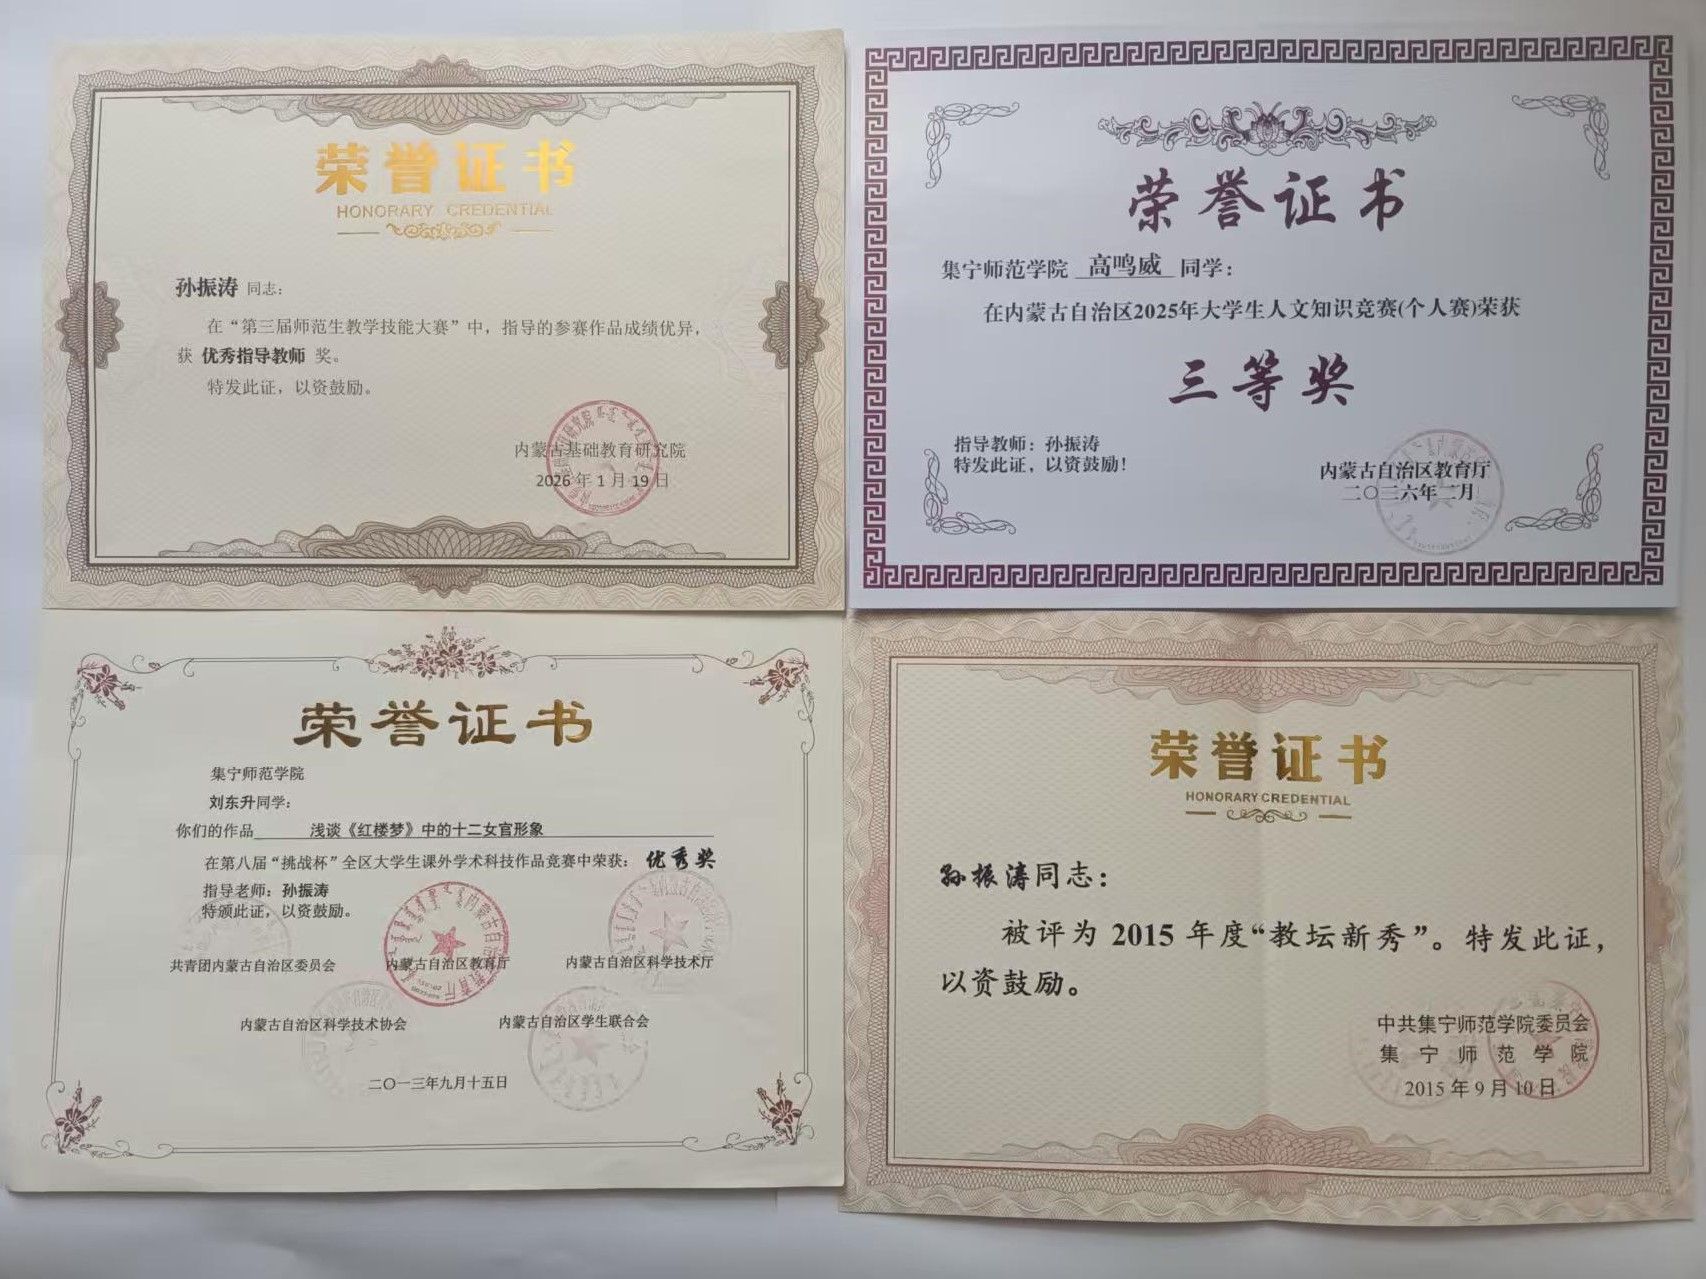 荣誉证书
HONORARY CREDENTIAL
孙振涛 同志：
在“第三届师范生教学技能大赛”中，指导的参赛作品成绩优异，
获 优秀指导教师 奖。
特发此证，以资鼓励。
内蒙古基础教育研究院
2026年1月19日
荣誉证书
集宁师范学院 高鸣威 同学：
在内蒙古自治区2025年大学生人文知识竞赛(个人赛)荣获
三等奖
指导教师：孙振涛
特发此证，以资鼓励！
内蒙古自治区教育厅
二〇二六年二月
荣誉证书
集宁师范学院
刘东升同学：
你们的作品 浅谈《红楼梦》中的十二女官形象
在第八届“挑战杯”全区大学生课外学术科技作品竞赛中荣获：优秀奖
指导老师：孙振涛
特颁此证，以资鼓励。
共青团内蒙古自治区委员会 内蒙古自治区教育厅 内蒙古自治区科学技术厅
内蒙古自治区科学技术协会 内蒙古自治区学生联合会
二〇一三年九月十五日
荣誉证书
HONORARY CREDENTIAL
孙振涛同志：
被评为 2015 年度“教坛新秀”。特发此证，
以资鼓励。
中共集宁师范学院委员会
集宁师范学院
2015年9月10日